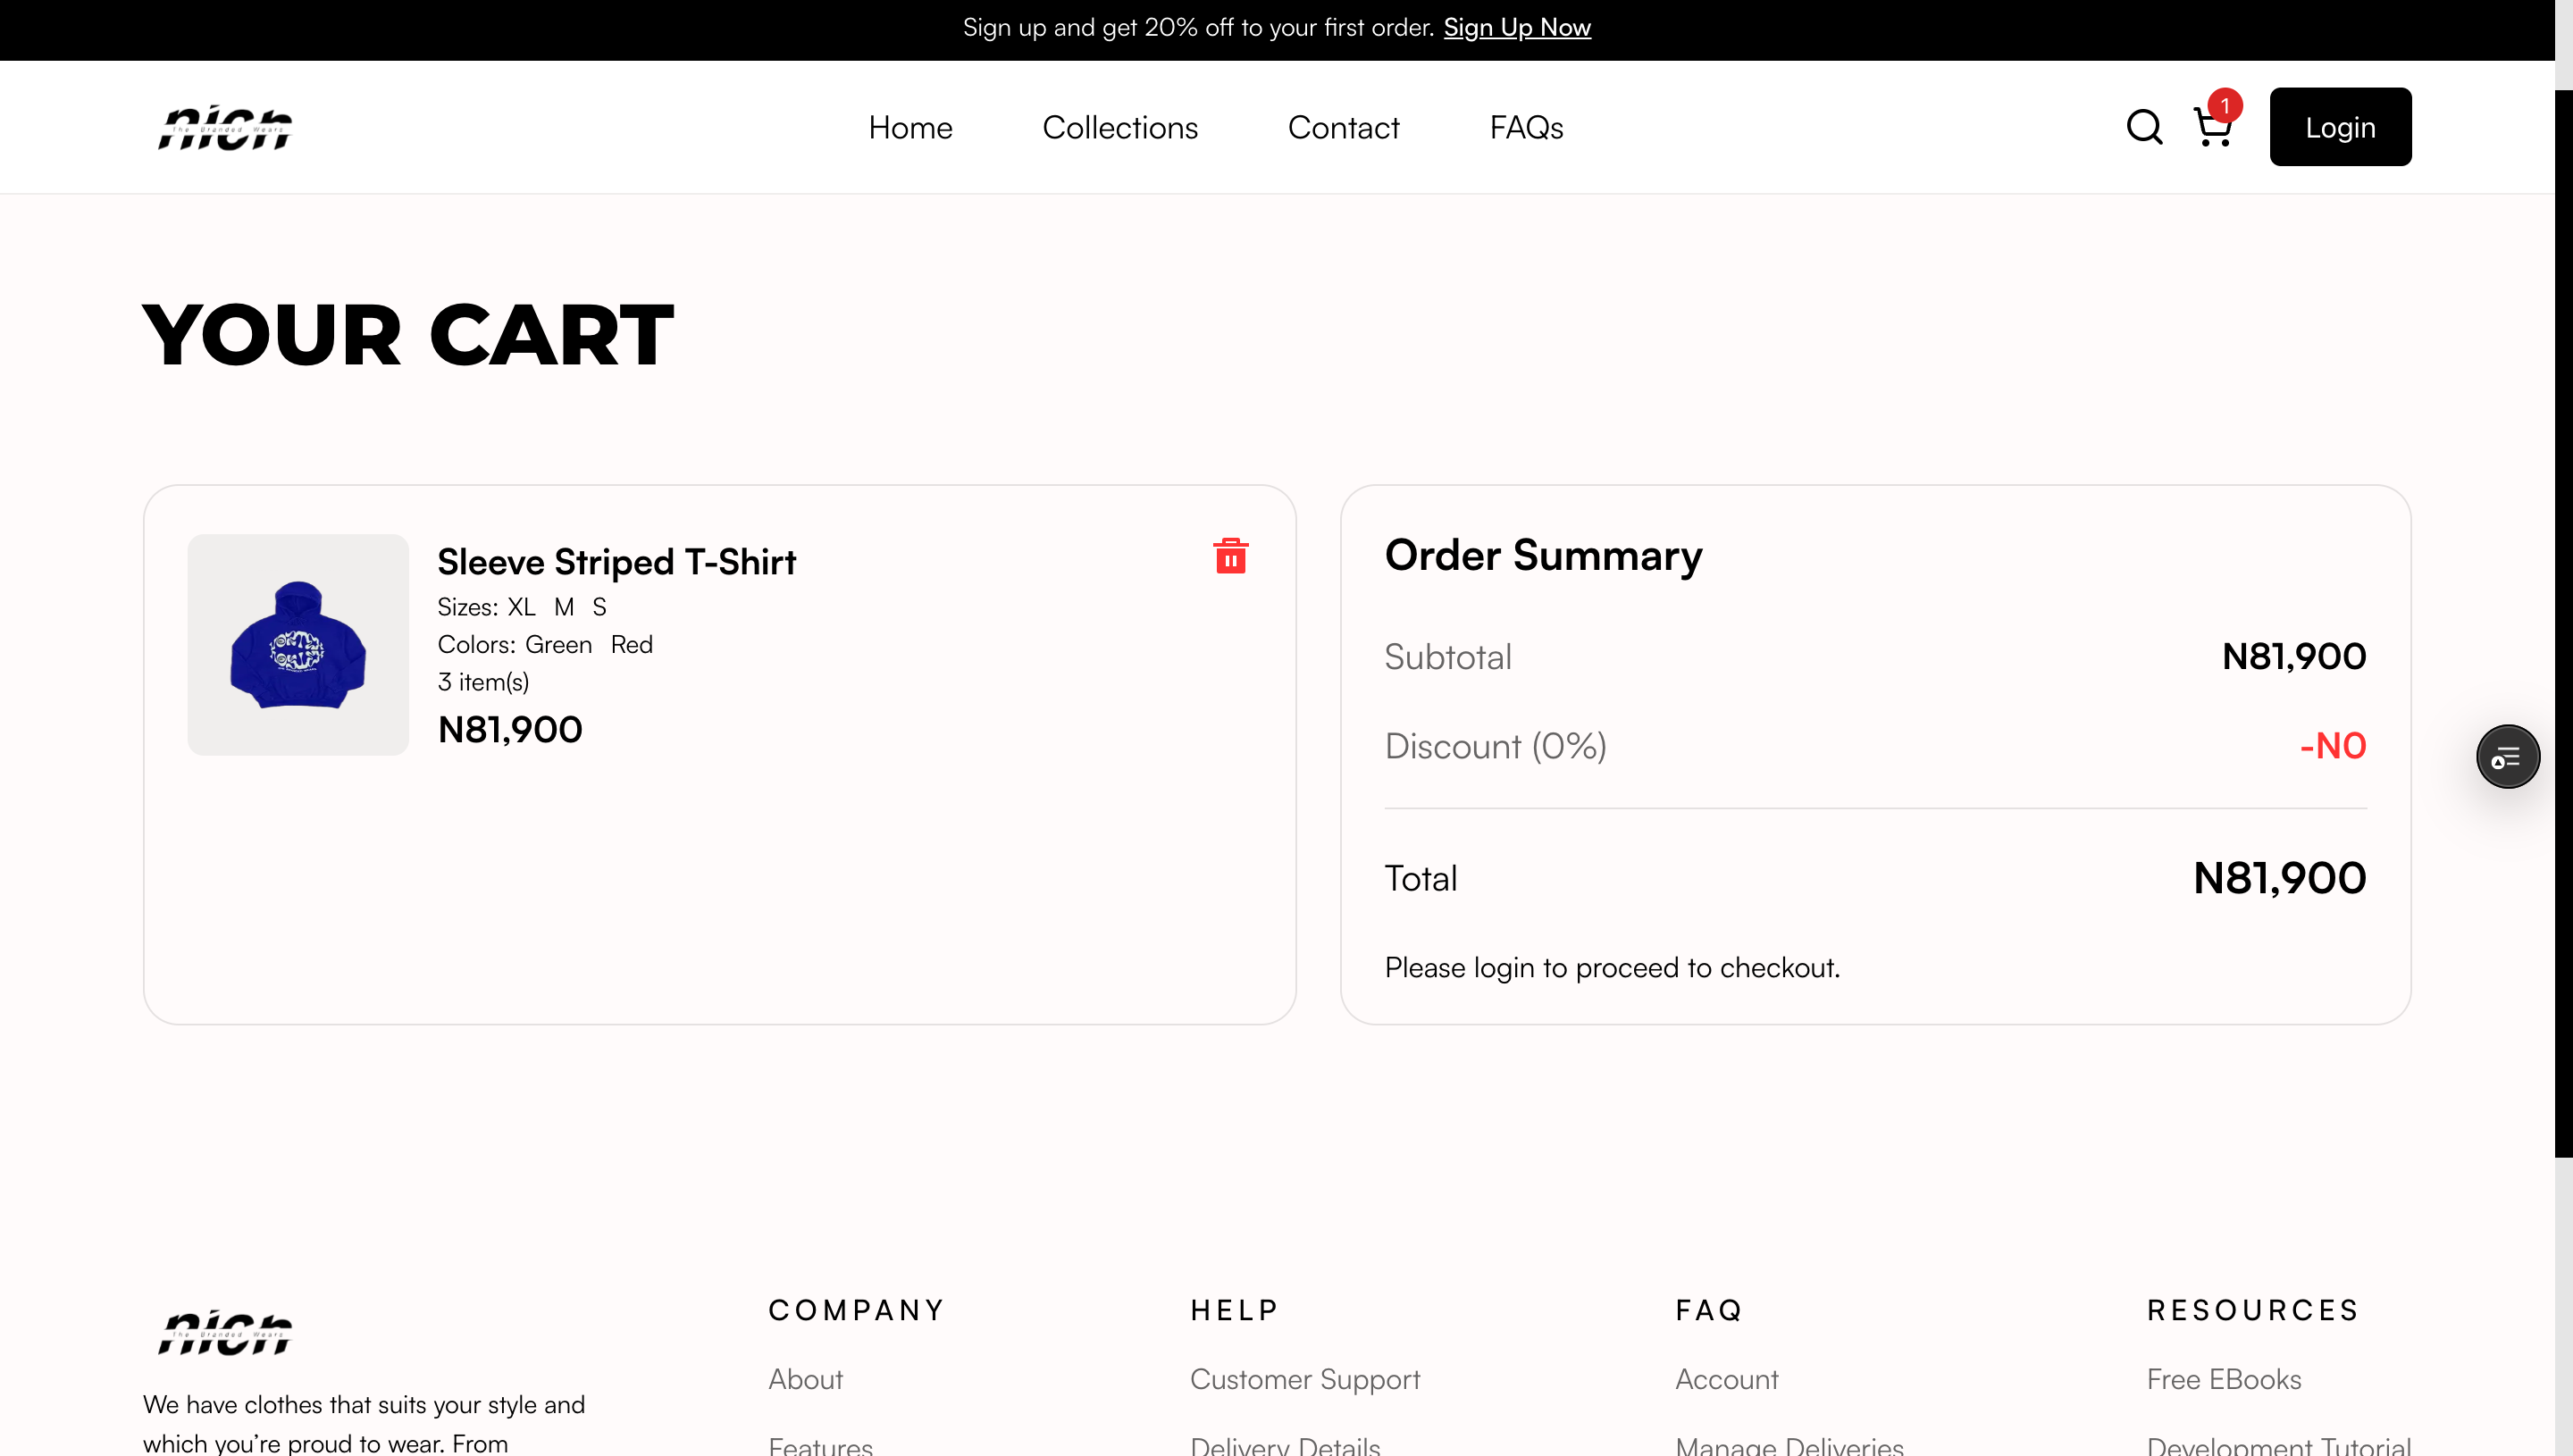 Sign up and get 20% off to your first order. Sign Up Now
nich
The Branded Wears
Home
Collections
Contact
FAQs
1
Login
YOUR CART
Sleeve Striped T-Shirt
Sizes: XL M S
Colors: Green Red
3 item(s)
N81,900
Order Summary
Subtotal
N81,900
Discount (0%)
-N0
Total
N81,900
Please login to proceed to checkout.
nich
The Branded Wears
We have clothes that suits your style and
which you’re proud to wear. From
COMPANY
About
Features
HELP
Customer Support
Delivery Details
FAQ
Account
Manage Deliveries
RESOURCES
Free EBooks
Development Tutorial